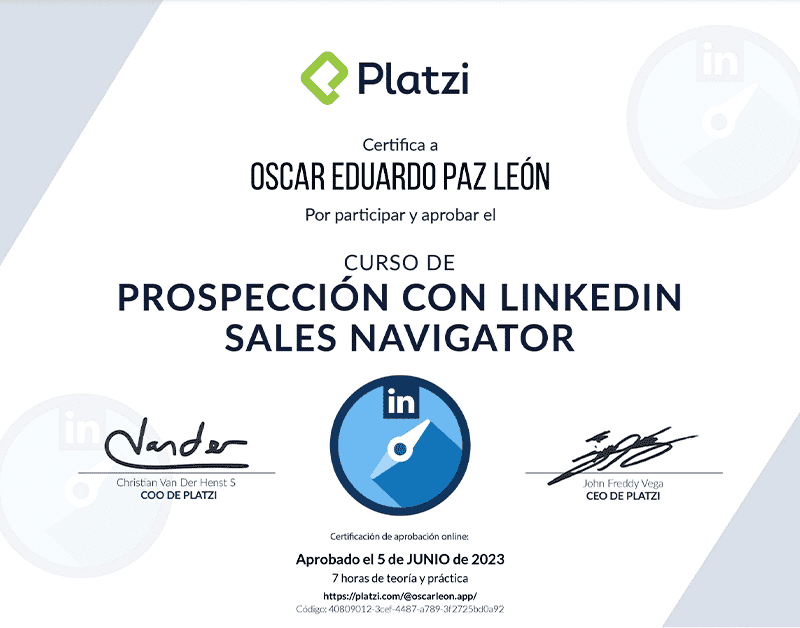 Platzi
Certifica a
OSCAR EDUARDO PAZ LEÓN
Por participar y aprobar el
CURSO DE
PROSPECCIÓN CON LINKEDIN
SALES NAVIGATOR
in
in
in
Vander
Christian Van Der Henst S
COO DE PLATZI
John Freddy Vega
CEO DE PLATZI
Certificación de aprobación online:
Aprobado el 5 de JUNIO de 2023
7 horas de teoría y práctica
https://platzi.com/@oscarleon.app/
Código: 40809012-3cef-4487-a789-3f2725bd0a92